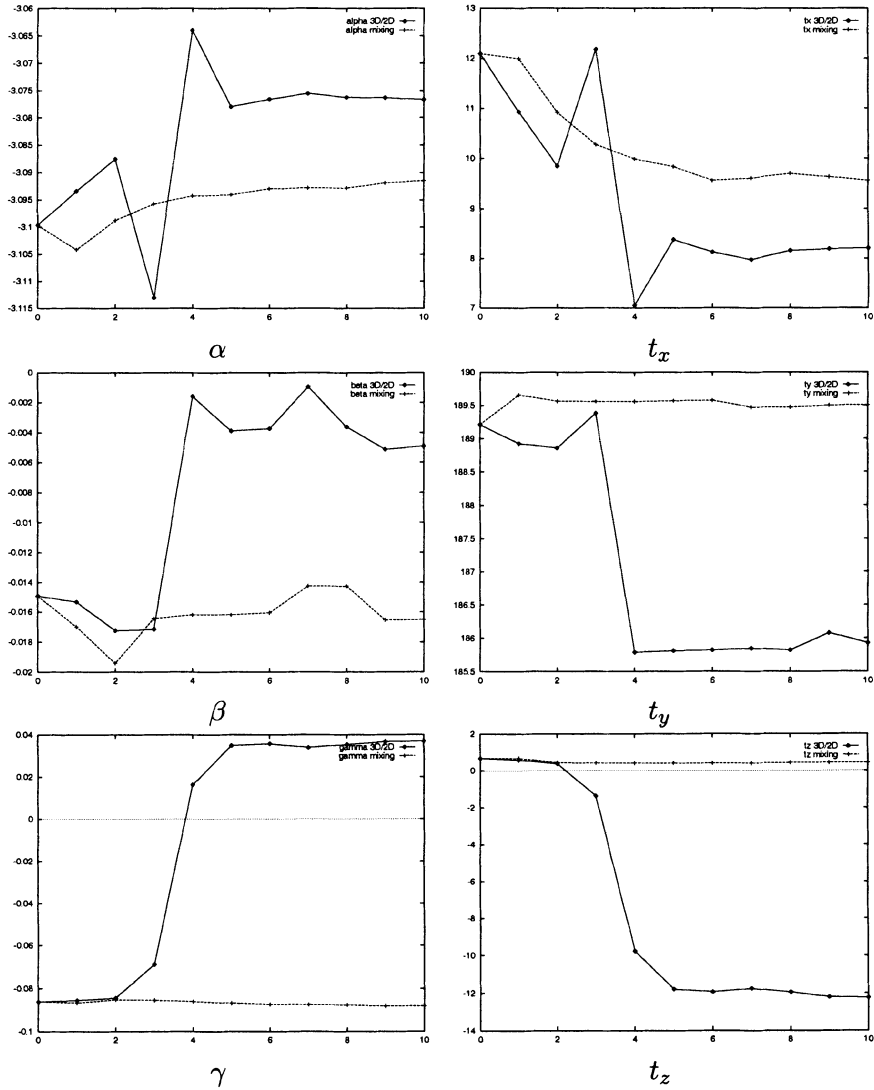 -3.06
-3.065
-3.07
-3.075
-3.08
-3.085
-3.09
-3.095
-3.1
-3.105
-3.11
-3.115
0 2 4 6 8 10
alpha 3D/2D
alpha mixing
α
13
12
11
10
9
8
7
0 2 4 6 8 10
tx 3D/2D
tx mixing
t_x
0
-0.002
-0.004
-0.006
-0.008
-0.01
-0.012
-0.014
-0.016
-0.018
-0.02
0 2 4 6 8 10
beta 3D/2D
beta mixing
β
190
189.5
189
188.5
188
187.5
187
186.5
186
185.5
0 2 4 6 8 10
ty 3D/2D
ty mixing
t_y
0.04
0.02
0
-0.02
-0.04
-0.06
-0.08
-0.1
0 2 4 6 8 10
gamma 3D/2D
gamma mixing
γ
2
0
-2
-4
-6
-8
-10
-12
-14
0 2 4 6 8 10
tz 3D/2D
tz mixing
t_z